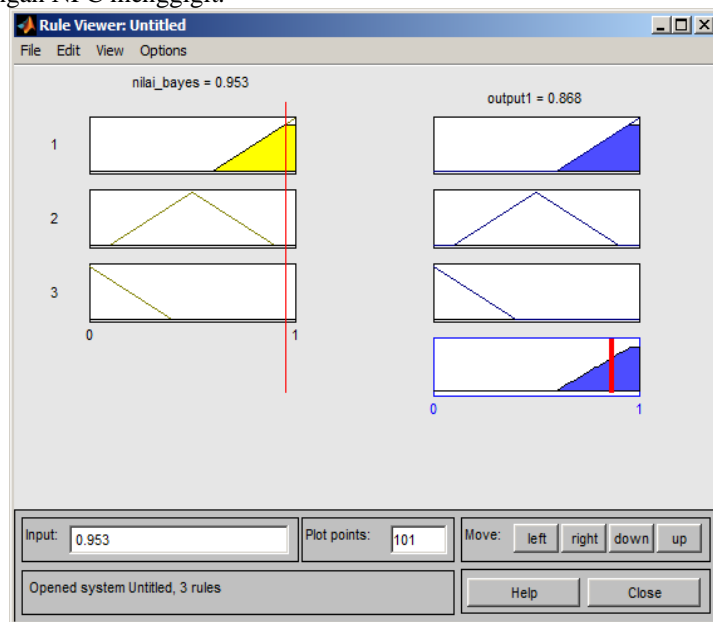 NPC menggigit.
Rule Viewer: Untitled
File Edit View Options
nilai_bayes = 0.953
output1 = 0.868
1
2
3
0 1
0 1
Input: 0.953
Plot points: 101
Move: left right down up
Opened system Untitled, 3 rules
Help Close